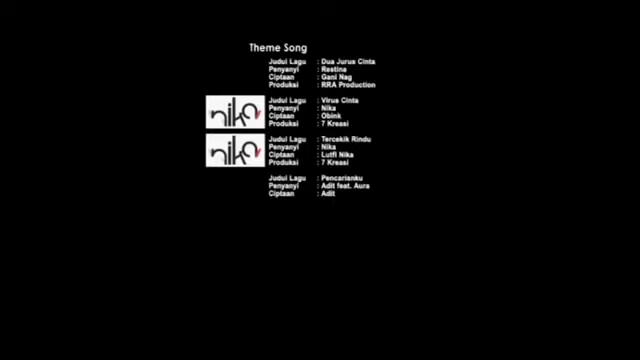 Theme Song
Judul Lagu : Dua Jurus Cinta
Penyanyi : Restina
Ciptaan : Gani Nag
Produksi : RRA Production
nika
Judul Lagu : Virus Cinta
Penyanyi : Nika
Ciptaan : Obink
Produksi : 7 Kreasi
nika
Judul Lagu : Tercekik Rindu
Penyanyi : Nika
Ciptaan : Lutfi Nika
Produksi : 7 Kreasi
Judul Lagu : Pencarianku
Penyanyi : Adit feat. Aura
Ciptaan : Adit